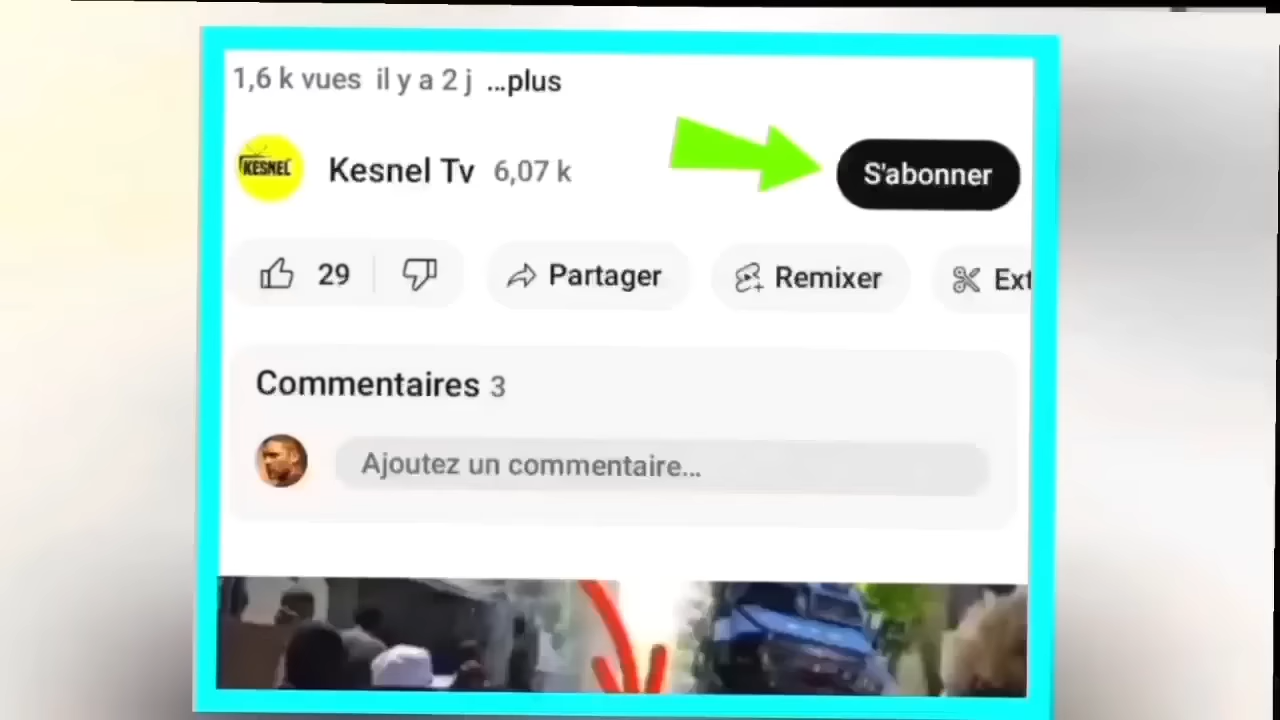 1,6 k vues il y a 2 j ...plus
KESNEL
Kesnel Tv 6,07 k
S'abonner
29
Partager
Remixer
Ext
Commentaires 3
Ajoutez un commentaire...